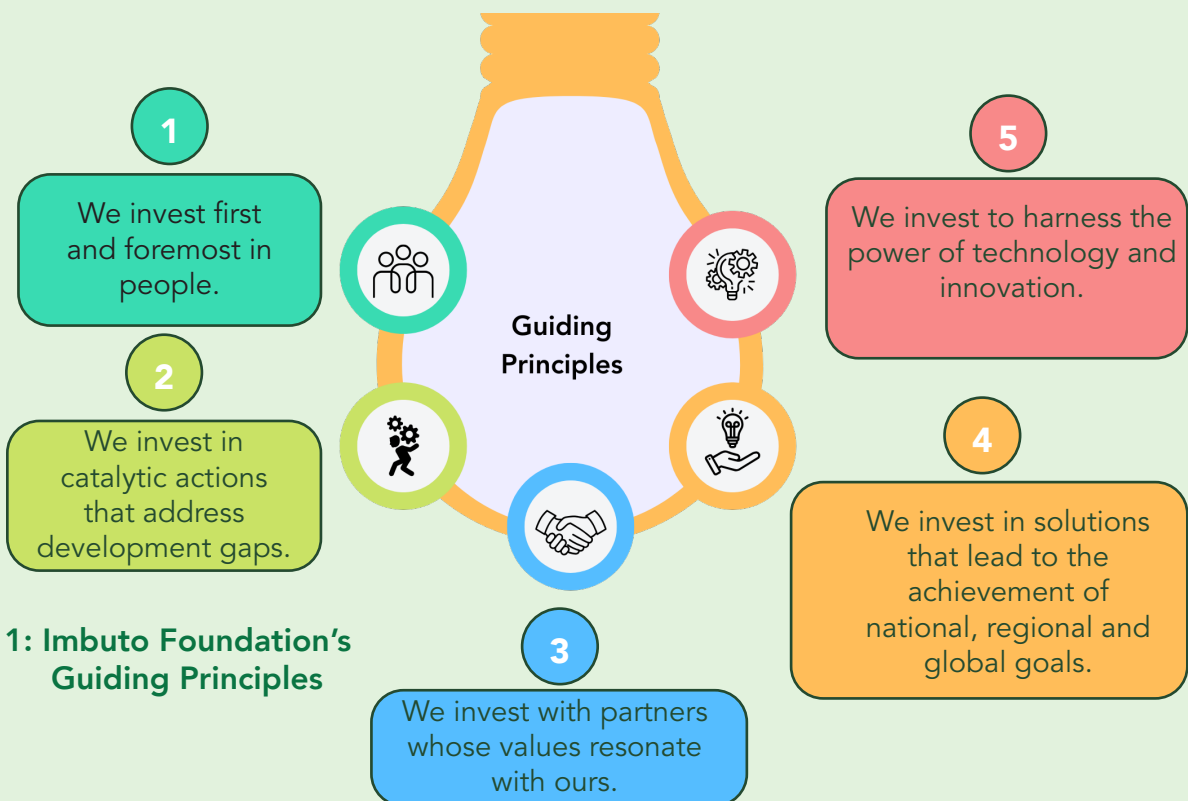 1
We invest first
and foremost in
people.
2
We invest in
catalytic actions
that address
development gaps.
Guiding
Principles
3
We invest with partners
whose values resonate
with ours.
4
We invest in solutions
that lead to the
achievement of
national, regional and
global goals.
5
We invest to harness the
power of technology and
innovation.
1: Imbuto Foundation’s
Guiding Principles